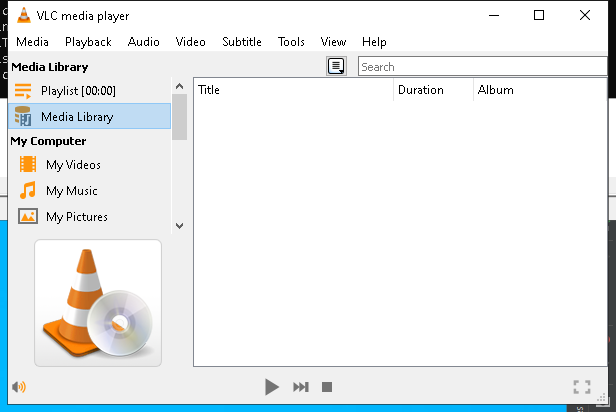 VLC media player
Media Playback Audio Video Subtitle Tools View Help
Media Library
Search
Playlist [00:00]
Title Duration Album
Media Library
My Computer
My Videos
My Music
My Pictures